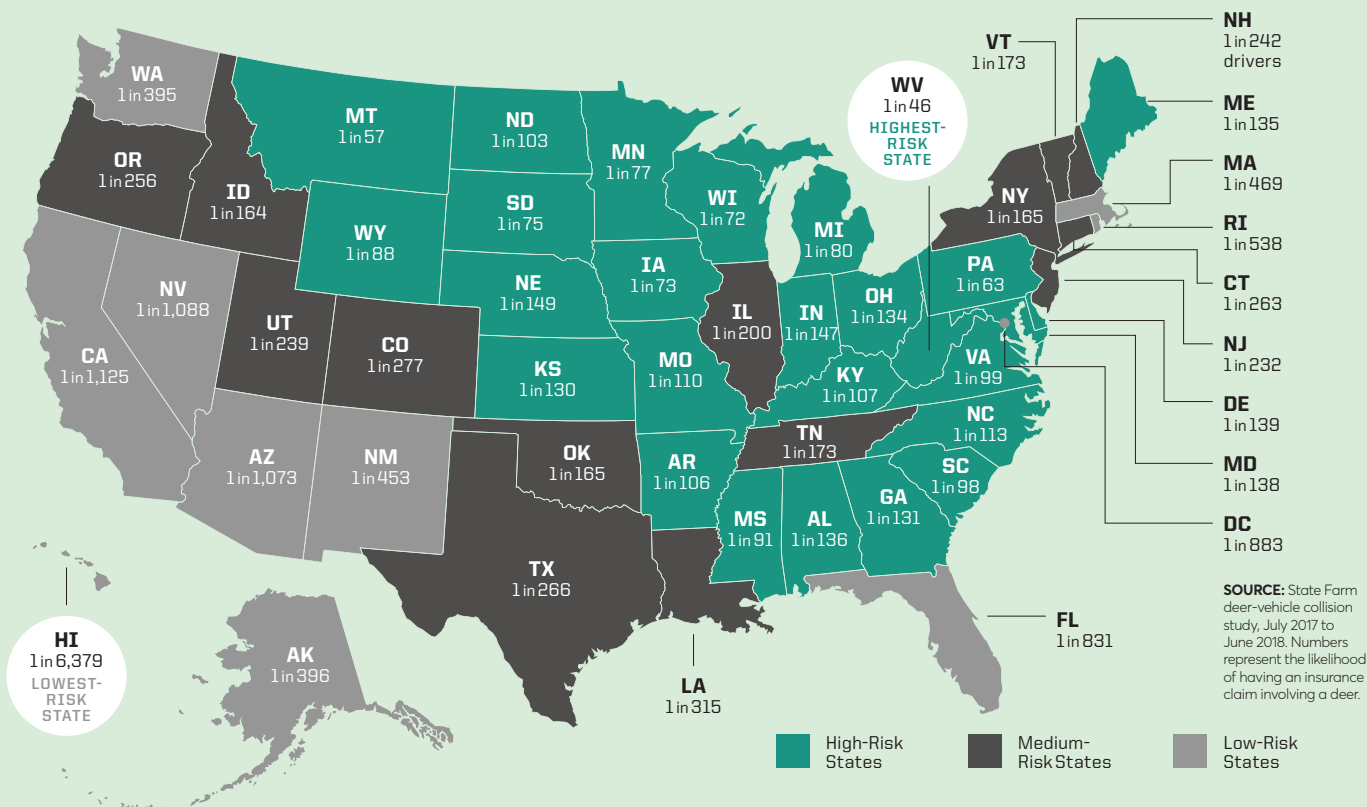 WA
1 in 395
OR
1 in 256
ID
1 in 164
MT
1 in 57
ND
1 in 103
MN
1 in 77
SD
1 in 75
WY
1 in 88
WI
1 in 72
MI
1 in 80
WV
1 in 46
HIGHEST-
RISK
STATE
VT
1 in 173
NH
1 in 242
drivers
ME
1 in 135
MA
1 in 469
RI
1 in 538
CT
1 in 263
NJ
1 in 232
DE
1 in 139
MD
1 in 138
DC
1 in 883
NY
1 in 165
PA
1 in 63
NV
1 in 1,088
CA
1 in 1,125
UT
1 in 239
CO
1 in 277
NE
1 in 149
IA
1 in 73
IL
1 in 200
IN
1 in 147
OH
1 in 134
KS
1 in 130
MO
1 in 110
KY
1 in 107
VA
1 in 99
NC
1 in 113
TN
1 in 173
SC
1 in 98
AZ
1 in 1,073
NM
1 in 453
OK
1 in 165
AR
1 in 106
MS
1 in 91
AL
1 in 136
GA
1 in 131
TX
1 in 266
LA
1 in 315
FL
1 in 831
HI
1 in 6,379
LOWEST-
RISK
STATE
AK
1 in 396
SOURCE: State Farm
deer-vehicle collision
study, July 2017 to
June 2018. Numbers
represent the likelihood
of having an insurance
claim involving a deer.
High-Risk
States
Medium-
Risk States
Low-Risk
States